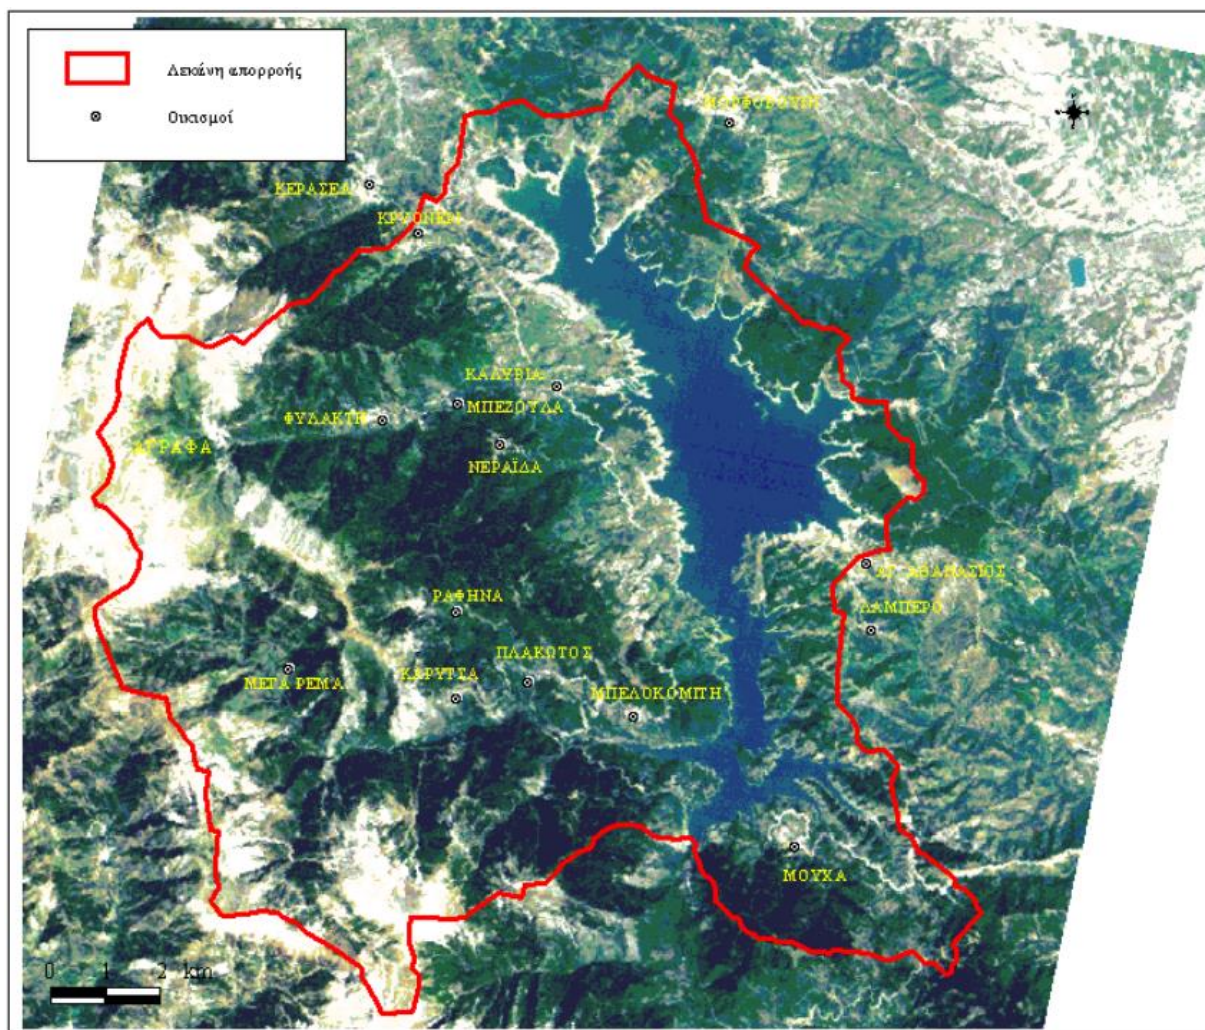 Λεκάνη απορροής
Οικισμοί
ΜΟΡΦΟΒΟΥΝΙ
ΚΕΡΑΣΕΑ
ΚΡΥΟΝΕΡΙ
ΚΑΛΥΒΙΑ
ΜΠΕΖΟΥΛΑ
ΦΥΛΑΚΤΗ
ΑΓΡΑΦΑ
ΝΕΡΑΪΔΑ
ΑΓ. ΑΘΑΝΑΣΙΟΣ
ΡΑΦΗΝΑ
ΛΑΜΠΕΡΟ
ΠΛΑΚΩΤΟΣ
ΚΑΡΥΤΣΑ
ΜΕΓΑ ΡΕΜΑ
ΜΠΕΛΟΚΟΜΙΤΗ
ΜΟΥΧΑ
0 1 2 km